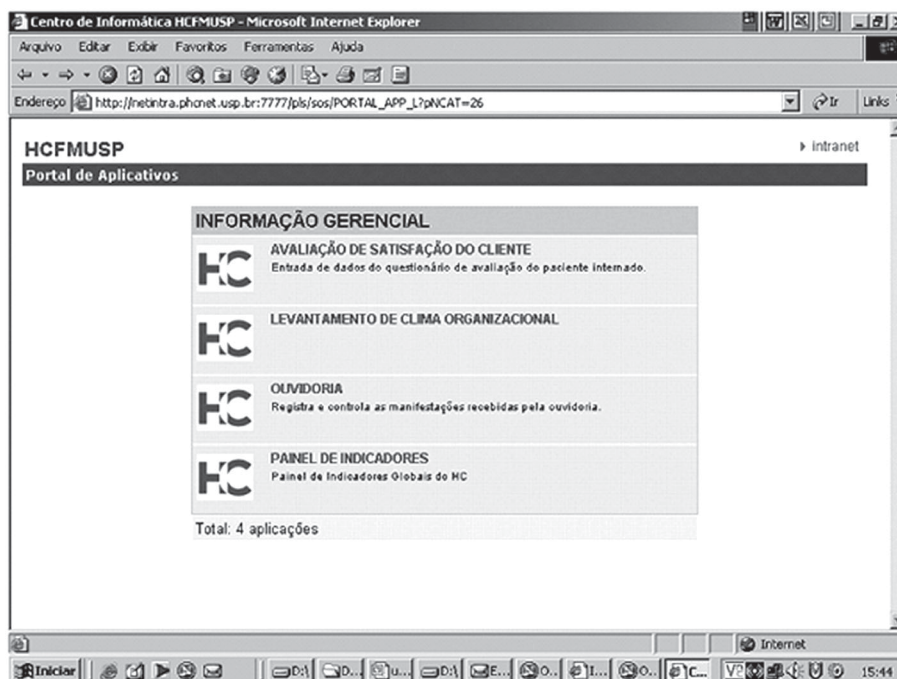 Centro de Informática HCFMUSP - Microsoft Internet Explorer
Arquivo Editar Exibir Favoritos Ferramentas Ajuda
Endereço http://netintra.phcnet.usp.br:7777/pls/sos/PORTAL_APP_L?pNCAT=26 Ir Links
HCFMUSP
intranet
Portal de Aplicativos
INFORMAÇÃO GERENCIAL
HC
AVALIAÇÃO DE SATISFAÇÃO DO CLIENTE
Entrada de dados do questionário de avaliação do paciente internado.
HC
LEVANTAMENTO DE CLIMA ORGANIZACIONAL
HC
OUVIDORIA
Registra e controla as manifestações recebidas pela ouvidoria.
HC
PAINEL DE INDICADORES
Painel de Indicadores Globais do HC
Total: 4 aplicações
Internet
Iniciar D:\ D... u... D:\ E... O... I... O... C... 15:44